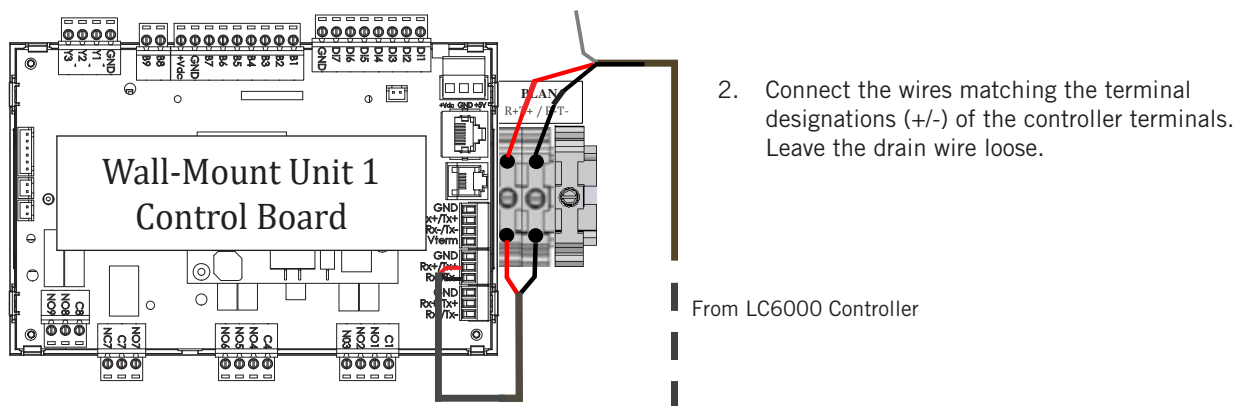 Y3
Y2
Y1
GND
B9
B8
+Vdc
GND
B7
B6
B5
B4
B3
B2
B1
GND
DI7
DI6
DI5
DI4
DI3
DI2
DI1
+Vdc GND +5V
PLAN
R+T+ / R-T-
2. Connect the wires matching the terminal
designations (+/-) of the controller terminals.
Leave the drain wire loose.
Wall-Mount Unit 1
Control Board
GND
Rx+/Tx+
Rx-/Tx-
Vterm
GND
Rx+/Tx+
Rx-/Tx-
GND
Rx+/Tx+
Rx-/Tx-
From LC6000 Controller
NO9
NO8
C8
NC7
C7
NO7
NO6
NO5
NO4
C4
NO3
NO2
NO1
C1